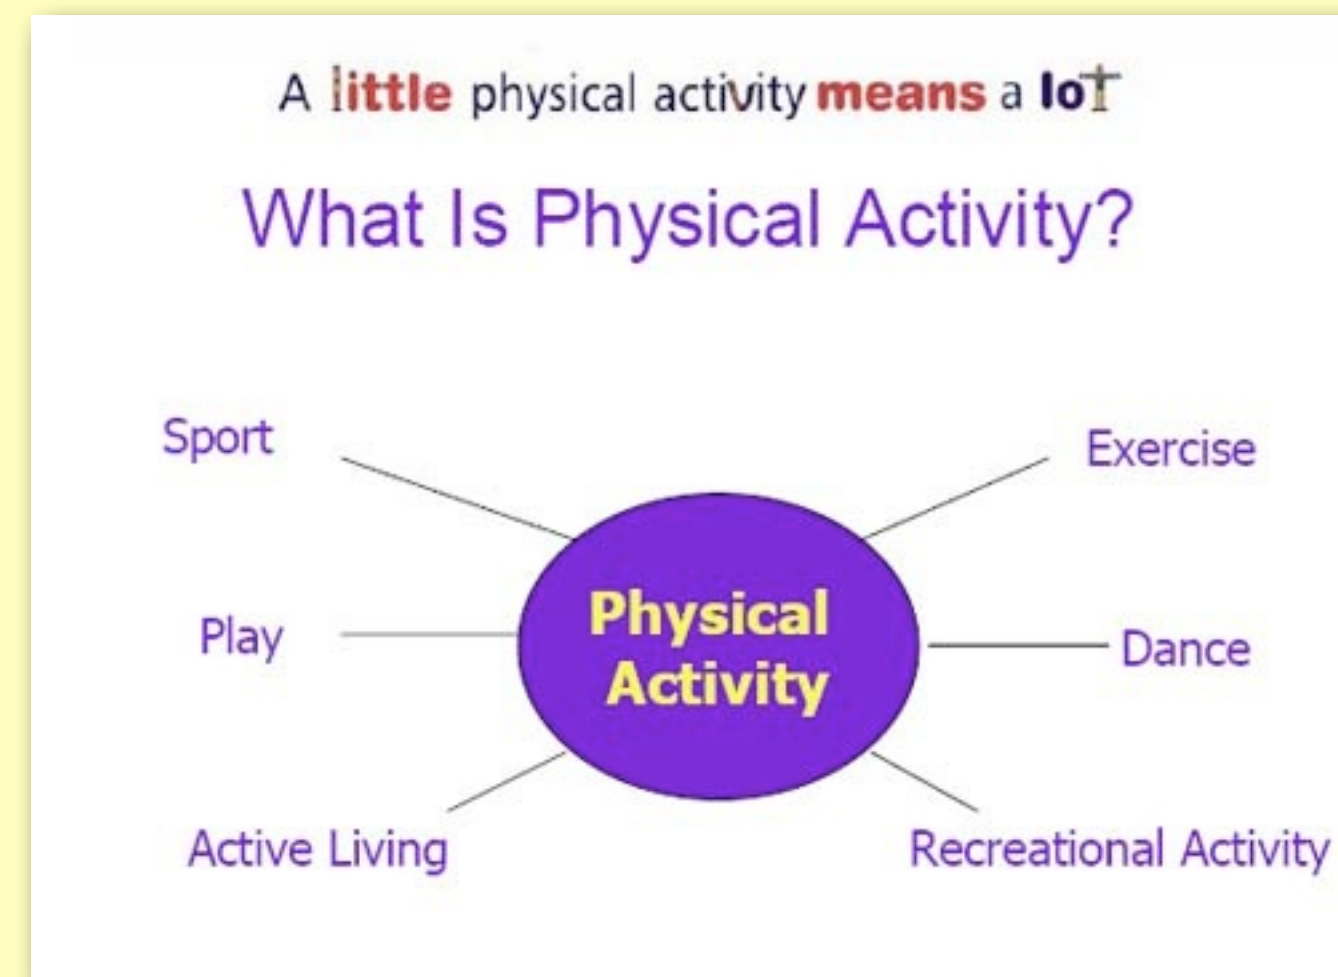 A little physical activity means a lot
What Is Physical Activity?
Sport
Exercise
Physical
Activity
Play
Dance
Active Living
Recreational Activity